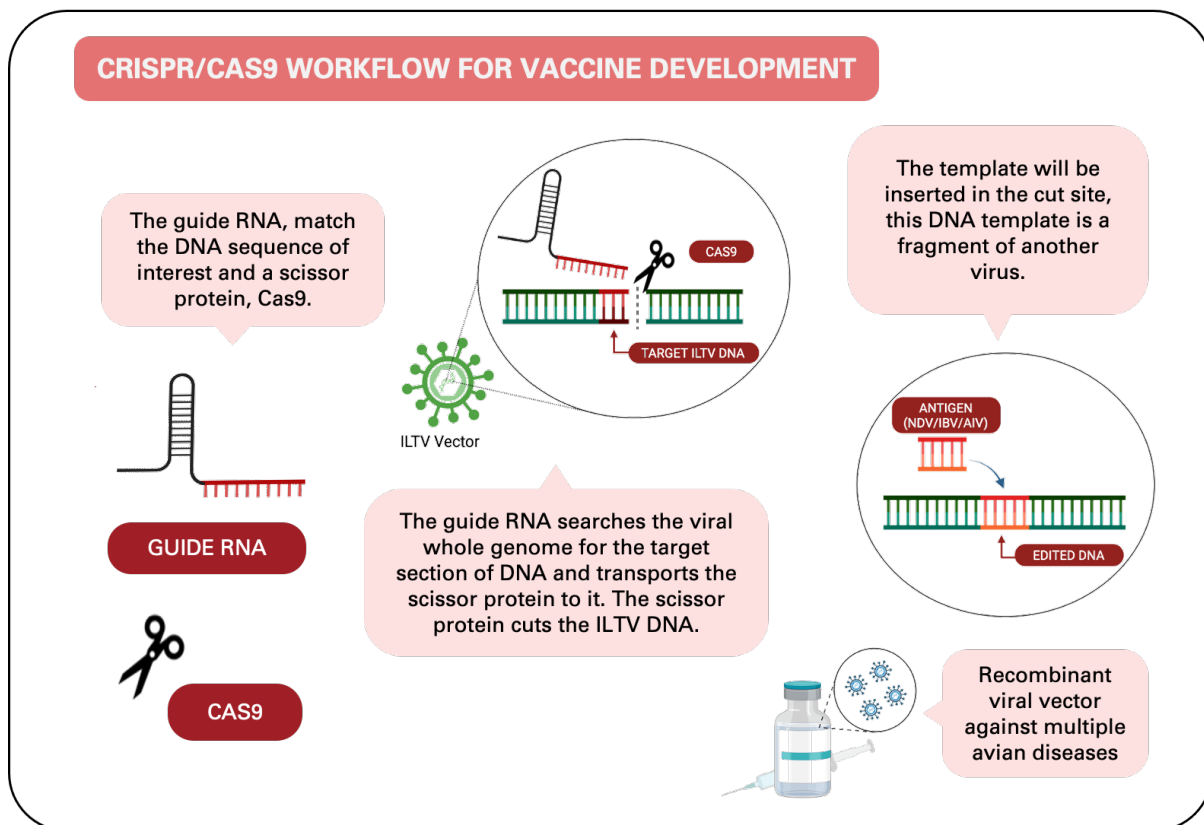 CRISPR/CAS9 WORKFLOW FOR VACCINE DEVELOPMENT
The guide RNA, match
the DNA sequence of
interest and a scissor
protein, Cas9.
GUIDE RNA
CAS9
CAS9
TARGET ILTV DNA
ILTV Vector
The guide RNA searches the viral
whole genome for the target
section of DNA and transports the
scissor protein to it. The scissor
protein cuts the ILTV DNA.
The template will be
inserted in the cut site,
this DNA template is a
fragment of another
virus.
ANTIGEN
(NDV/IBV/AIV)
EDITED DNA
Recombinant
viral vector
against multiple
avian diseases